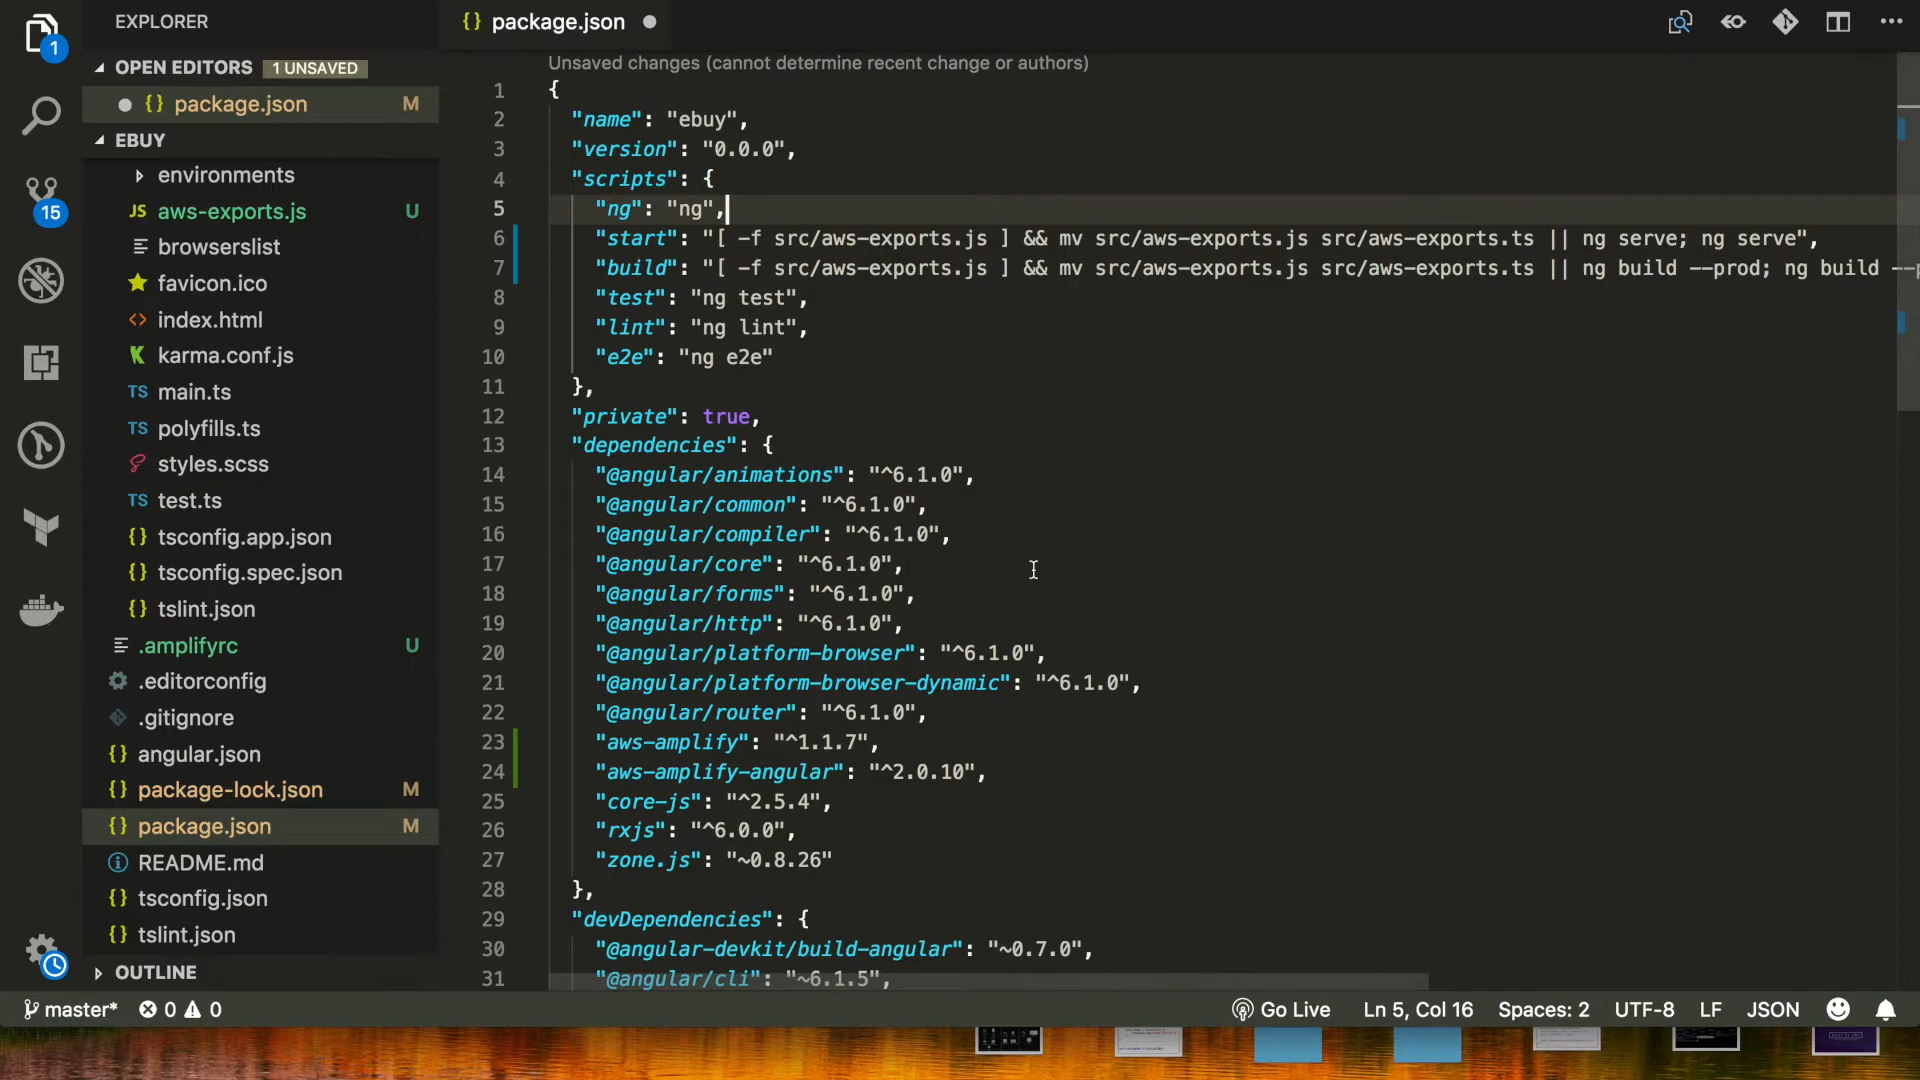 EXPLORER
{} package.json
1
OPEN EDITORS 1 UNSAVED
{} package.json M
EBUY
environments
JS aws-exports.js U
15
browserslist
favicon.ico
<> index.html
karma.conf.js
TS main.ts
TS polyfills.ts
styles.scss
TS test.ts
{} tsconfig.app.json
{} tsconfig.spec.json
{} tslint.json
.amplifyrc U
.editorconfig
.gitignore
{} angular.json
{} package-lock.json M
{} package.json M
README.md
{} tsconfig.json
{} tslint.json
OUTLINE
Unsaved changes (cannot determine recent change or authors)
1 {
2 "name": "ebuy",
3 "version": "0.0.0",
4 "scripts": {
5 "ng": "ng",
6 "start": "[ -f src/aws-exports.js ] && mv src/aws-exports.js src/aws-exports.ts || ng serve; ng serve",
7 "build": "[ -f src/aws-exports.js ] && mv src/aws-exports.js src/aws-exports.ts || ng build --prod; ng build --p
8 "test": "ng test",
9 "lint": "ng lint",
10 "e2e": "ng e2e"
11 },
12 "private": true,
13 "dependencies": {
14 "@angular/animations": "^6.1.0",
15 "@angular/common": "^6.1.0",
16 "@angular/compiler": "^6.1.0",
17 "@angular/core": "^6.1.0",
18 "@angular/forms": "^6.1.0",
19 "@angular/http": "^6.1.0",
20 "@angular/platform-browser": "^6.1.0",
21 "@angular/platform-browser-dynamic": "^6.1.0",
22 "@angular/router": "^6.1.0",
23 "aws-amplify": "^1.1.7",
24 "aws-amplify-angular": "^2.0.10",
25 "core-js": "^2.5.4",
26 "rxjs": "^6.0.0",
27 "zone.js": "~0.8.26"
28 },
29 "devDependencies": {
30 "@angular-devkit/build-angular": "~0.7.0",
31 "@angular/cli": "~6.1.5",
master* 0 0 Go Live Ln 5, Col 16 Spaces: 2 UTF-8 LF JSON